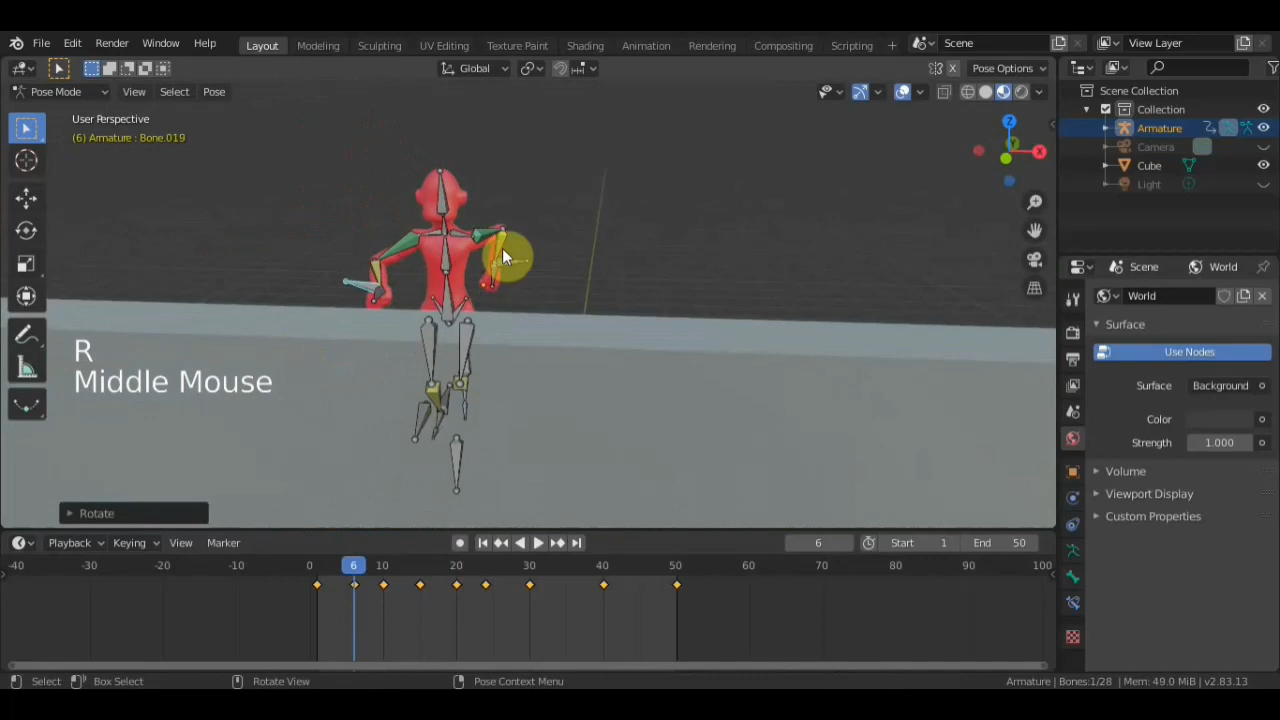 File Edit Render Window Help Layout Modeling Sculpting UV Editing Texture Paint Shading Animation Rendering Compositing Scripting + Scene View Layer
Global X Pose Options
Pose Mode View Select Pose
Scene Collection
Collection
Armature
Camera
Cube
Light
User Perspective
(6) Armature : Bone.019
Z
Y
X
Scene World
World
Surface
Use Nodes
Surface Background
Color
Strength 1.000
Volume
Viewport Display
Custom Properties
R
Middle Mouse
Rotate
Playback Keying View Marker 6 Start 1 End 50
-40 -30 -20 -10 0 6 10 20 30 40 50 60 70 80 90 100
Select Box Select Rotate View Pose Context Menu Armature | Bones:1/28 | Mem: 49.0 MiB | v2.83.13